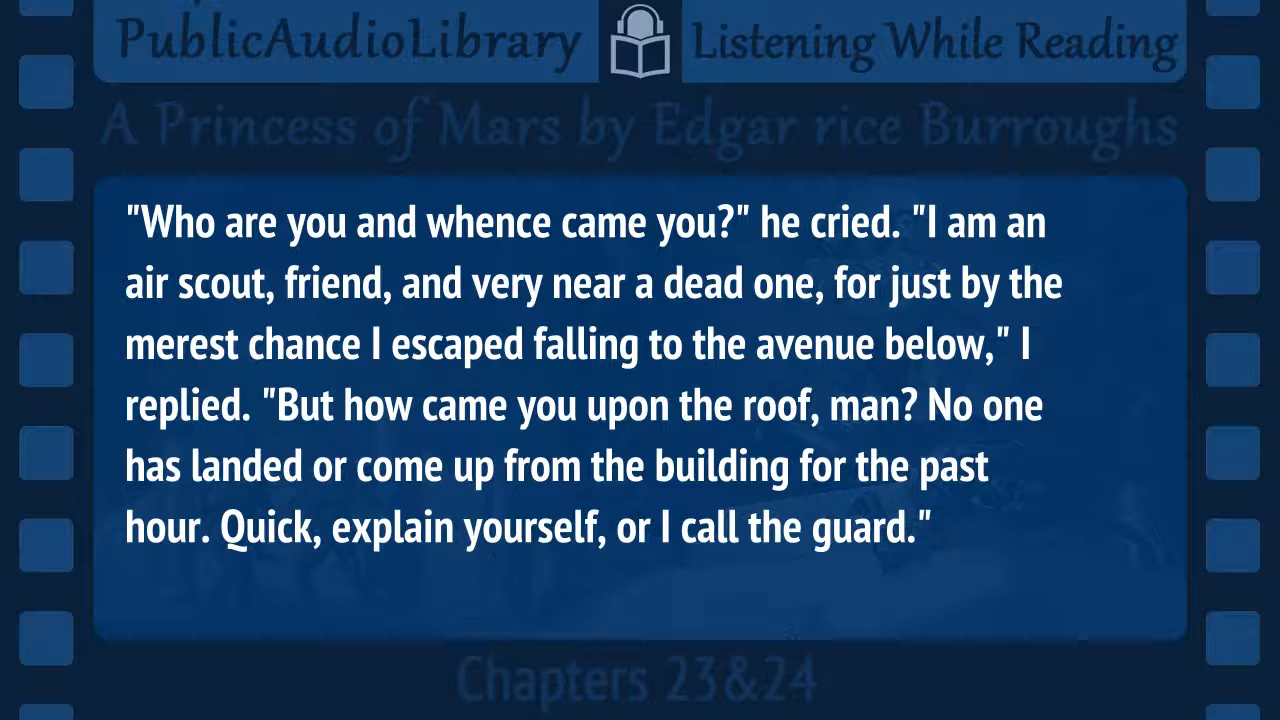 PublicAudioLibrary Listening While Reading
A Princess of Mars by Edgar rice Burroughs
"Who are you and whence came you?" he cried. "I am an
air scout, friend, and very near a dead one, for just by the
merest chance I escaped falling to the avenue below," I
replied. "But how came you upon the roof, man? No one
has landed or come up from the building for the past
hour. Quick, explain yourself, or I call the guard."
Chapters 23&24